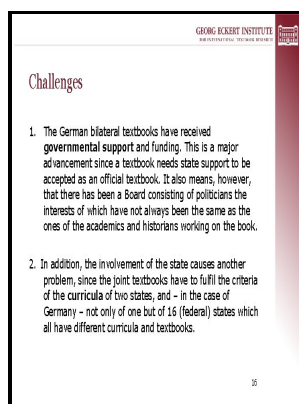 GEORG ECKERT INSTITUTE
FOR INTERNATIONAL TEXTBOOK RESEARCH
Challenges
1. The German bilateral textbooks have received
governmental support and funding. This is a major
advancement since a textbook needs state support to be
accepted as an official textbook. It also means, however,
that there has been a Board consisting of politicians the
interests of which have not always been the same as the
ones of the academics and historians working on the book.
2. In addition, the involvement of the state causes another
problem, since the joint textbooks have to fulfil the criteria
of the curricula of two states, and – in the case of
Germany – not only of one but of 16 (federal) states which
all have different curricula and textbooks.
16